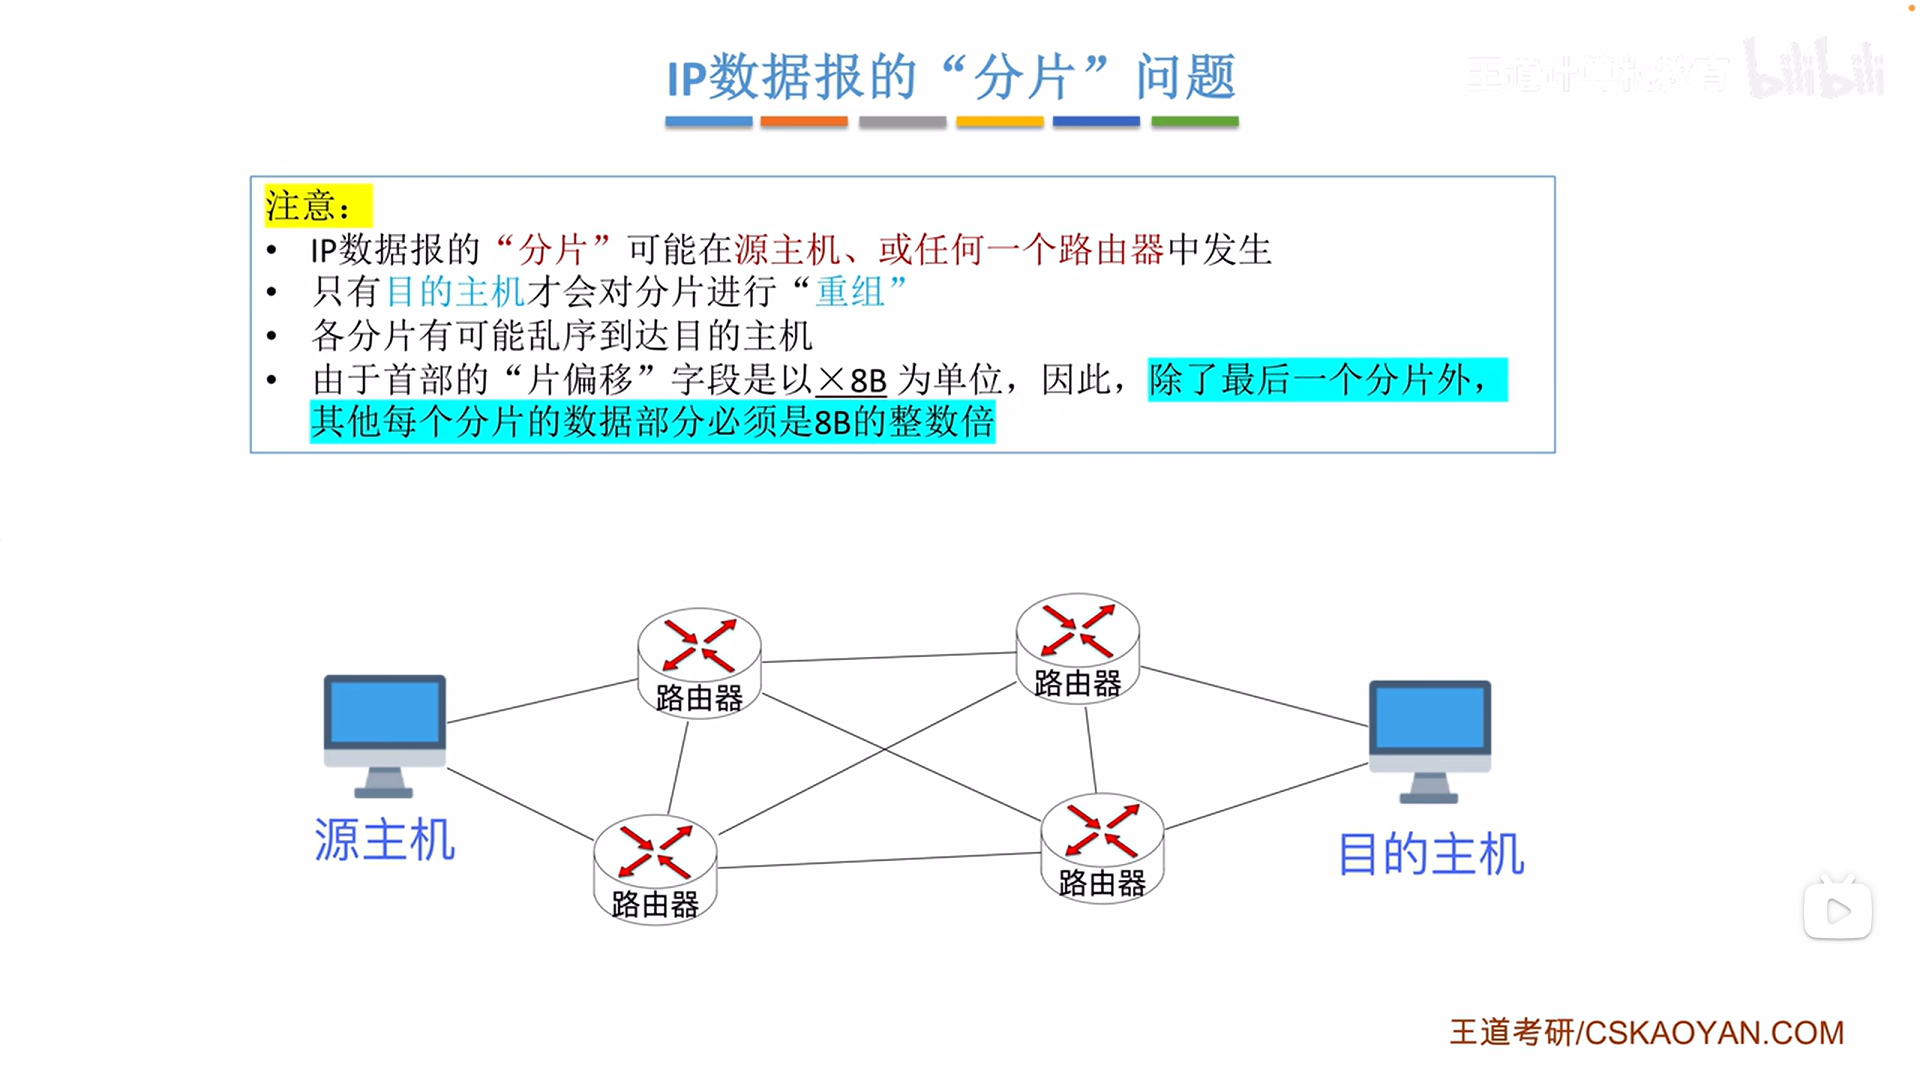 IP数据报的“分片”问题
王道计算机教育 bilibili
注意：
• IP数据报的“分片”可能在源主机、或任何一个路由器中发生
• 只有目的主机才会对分片进行“重组”
• 各分片有可能乱序到达目的主机
• 由于首部的“片偏移”字段是以×8B 为单位，因此，除了最后一个分片外，
其他每个分片的数据部分必须是8B的整数倍
路由器
路由器
源主机
目的主机
路由器
路由器
王道考研/CSKAOYAN.COM